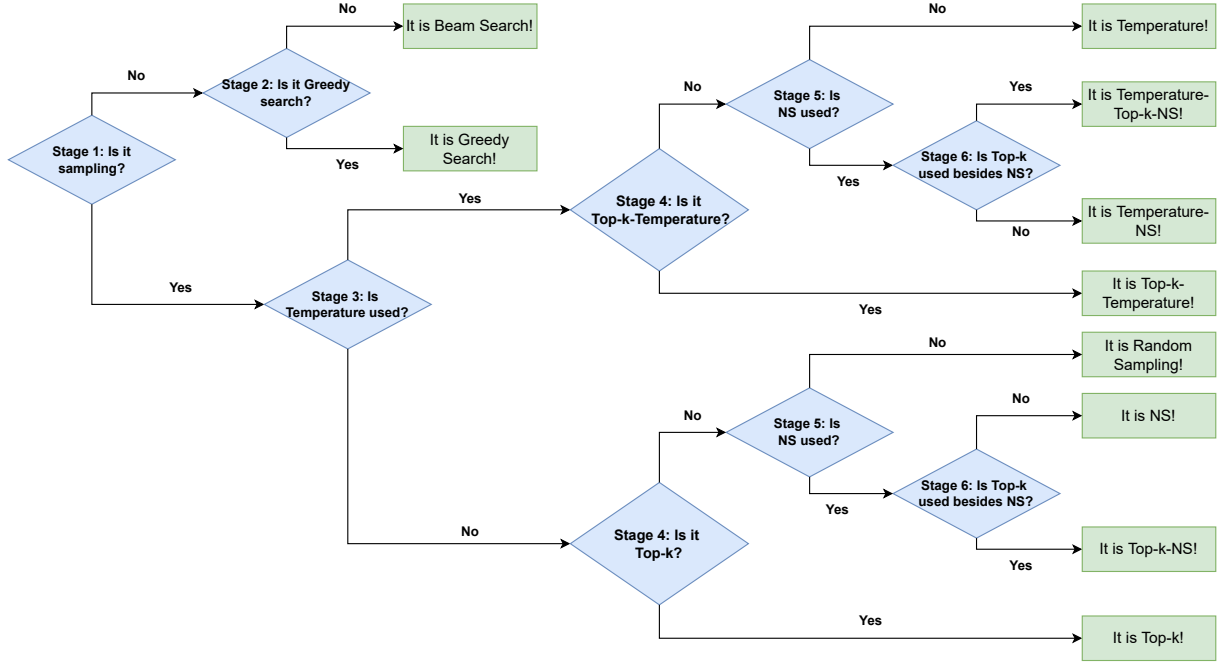 No
It is Beam Search!
Stage 2: Is it Greedy
search?
No
Yes
It is Greedy
Search!
Stage 1: Is it
sampling?
Yes
Stage 3: Is
Temperature used?
Yes
No
Stage 4: Is it
Top-k-Temperature?
No
Yes
It is Top-k-
Temperature!
Stage 5: Is
NS used?
No
It is Temperature!
Yes
Stage 6: Is Top-k
used besides NS?
Yes
It is Temperature-
Top-k-NS!
No
It is Temperature-
NS!
Stage 4: Is it
Top-k?
No
Yes
It is Top-k!
Stage 5: Is
NS used?
No
It is Random
Sampling!
Yes
Stage 6: Is Top-k
used besides NS?
No
It is NS!
Yes
It is Top-k-NS!